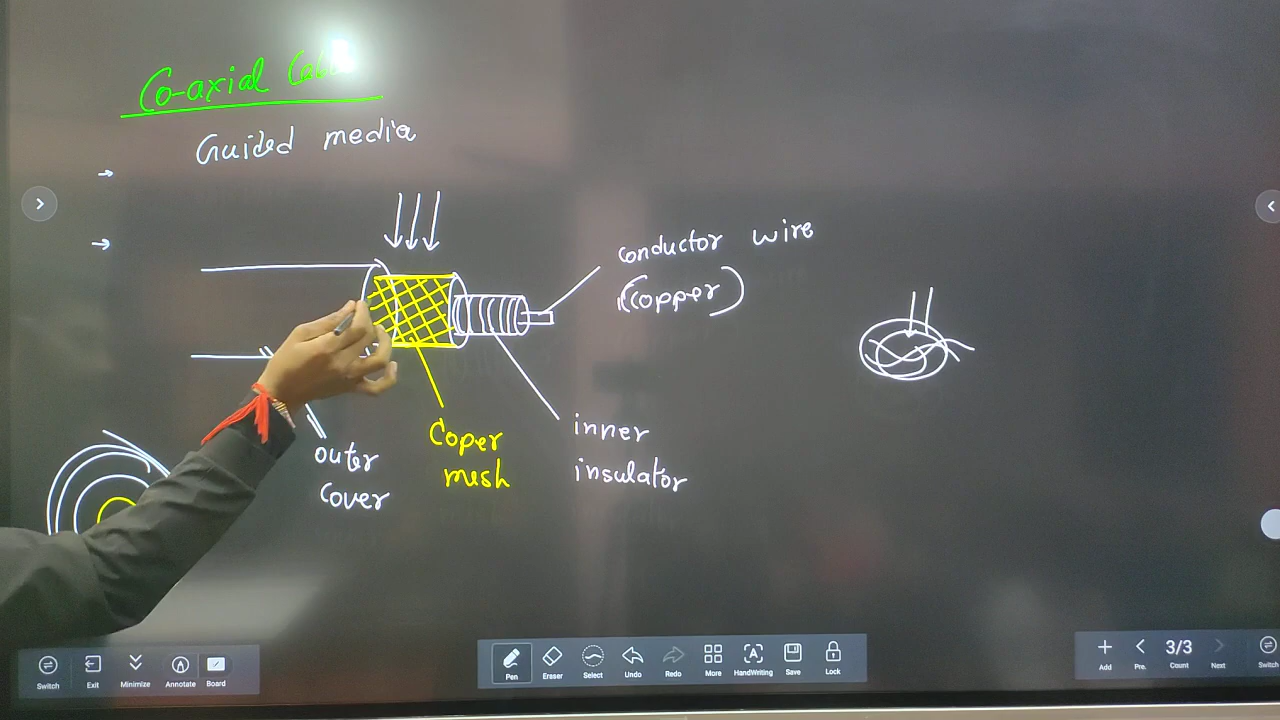 Co-axial
Guided media
conductor wire
(Copper)
outer
cover
Coper
mesh
inner
insulator
Switch
Exit
Minimize
Annotate
Board
Pen
Eraser
Select
Undo
Redo
More
HandWriting
Save
Lock
Add
Pre.
3/3
Count
Next
Switch